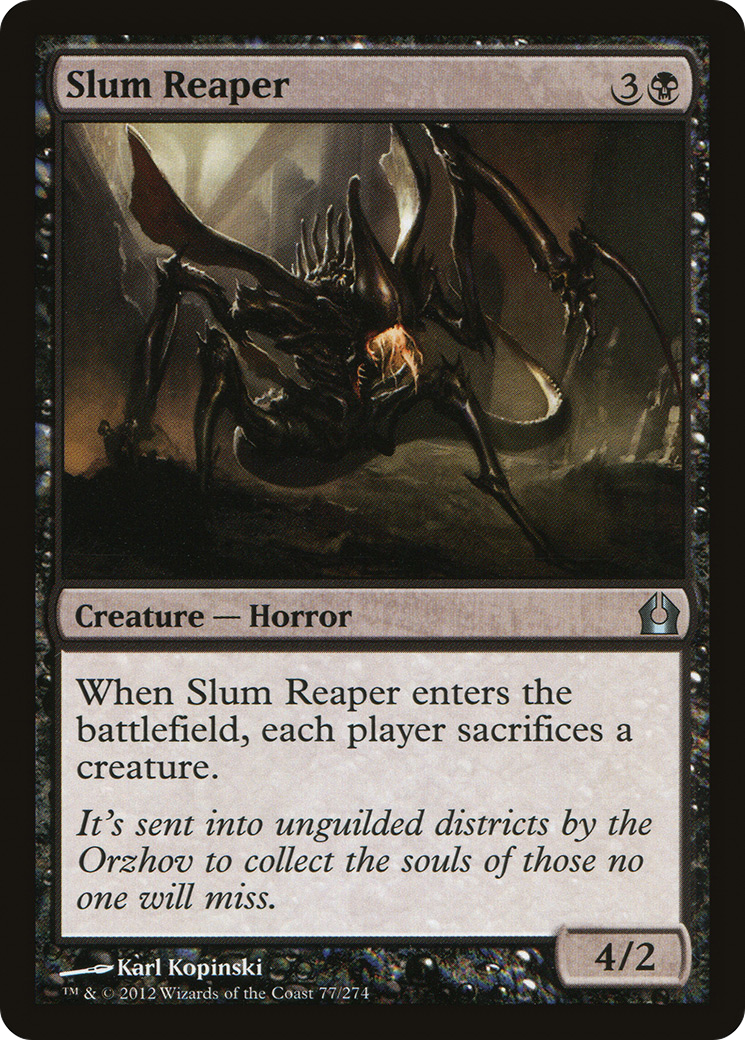 Slum Reaper 3
Creature — Horror
When Slum Reaper enters the
battlefield, each player sacrifices a
creature.
It's sent into unguilded districts by the
Orzhov to collect the souls of those no
one will miss.
4/2
Karl Kopinski
™ & © 2012 Wizards of the Coast 77/274